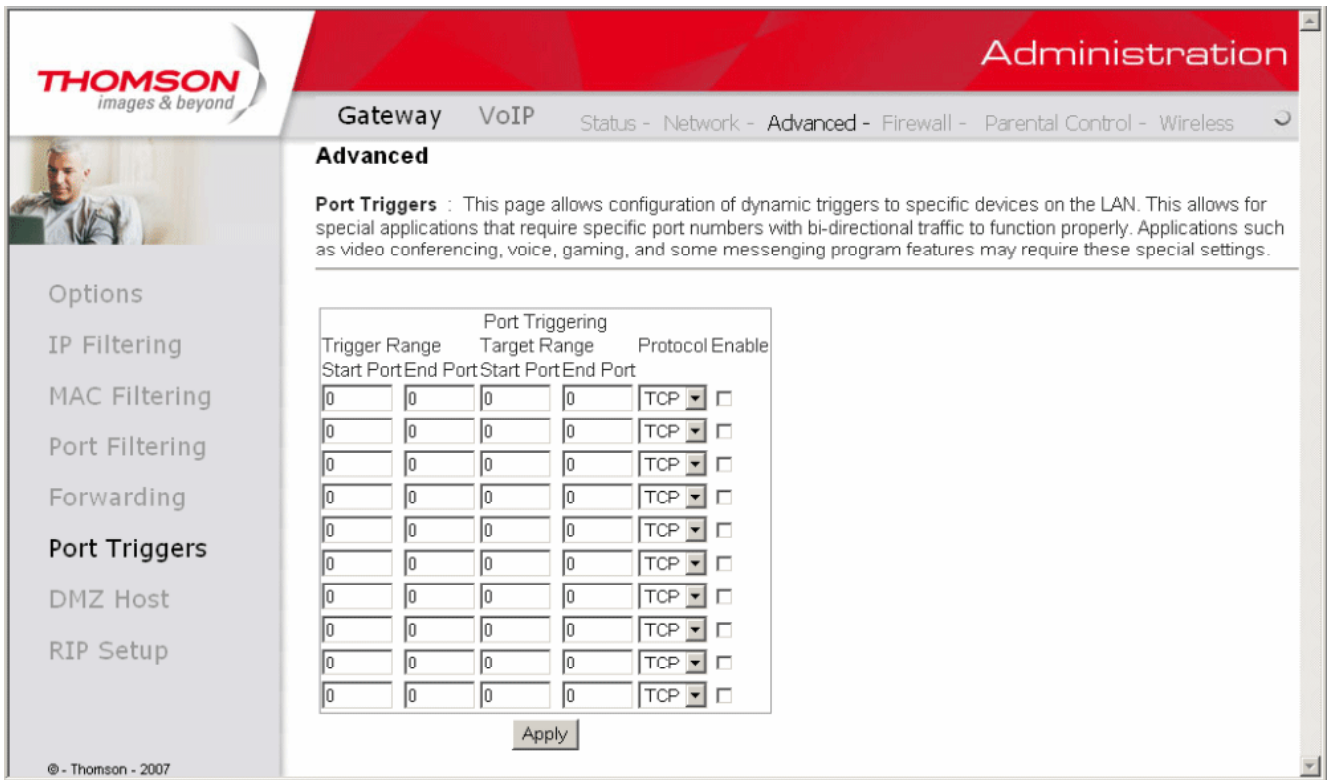 Administration
THOMSON
images & beyond
Gateway VoIP Status - Network - Advanced - Firewall - Parental Control - Wireless
Advanced
Port Triggers : This page allows configuration of dynamic triggers to specific devices on the LAN. This allows for
special applications that require specific port numbers with bi-directional traffic to function properly. Applications such
as video conferencing, voice, gaming, and some messenging program features may require these special settings.
Options
IP Filtering
MAC Filtering
Port Filtering
Forwarding
Port Triggers
DMZ Host
RIP Setup
Port Triggering
Trigger Range Target Range Protocol Enable
Start Port End Port Start Port End Port
0 0 0 0 TCP
0 0 0 0 TCP
0 0 0 0 TCP
0 0 0 0 TCP
0 0 0 0 TCP
0 0 0 0 TCP
0 0 0 0 TCP
0 0 0 0 TCP
0 0 0 0 TCP
0 0 0 0 TCP
Apply
© - Thomson - 2007